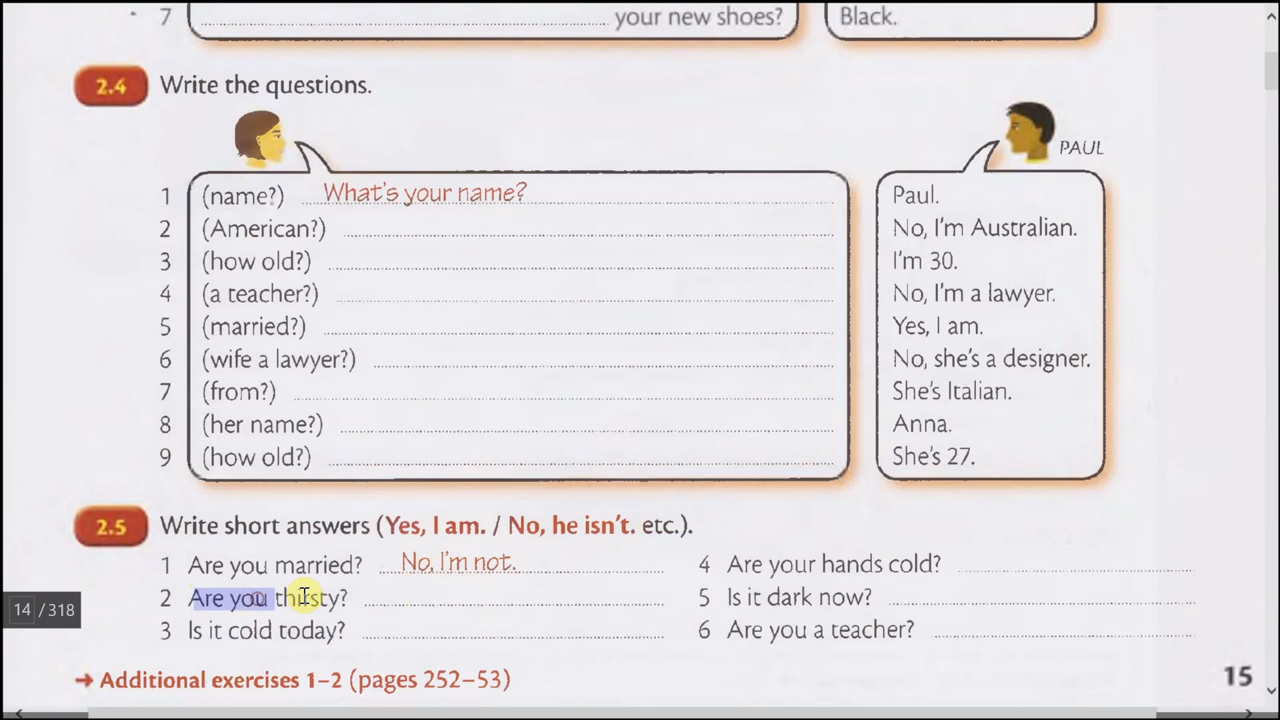 7 your new shoes? Black.
2.4 Write the questions.
PAUL
1 (name?) What's your name? Paul.
2 (American?) No, I'm Australian.
3 (how old?) I'm 30.
4 (a teacher?) No, I'm a lawyer.
5 (married?) Yes, I am.
6 (wife a lawyer?) No, she's a designer.
7 (from?) She's Italian.
8 (her name?) Anna.
9 (how old?) She's 27.
2.5 Write short answers (Yes, I am. / No, he isn't. etc.).
1 Are you married? No, I'm not.
2 Are you thirsty?
3 Is it cold today?
4 Are your hands cold?
5 Is it dark now?
6 Are you a teacher?
14 / 318
→ Additional exercises 1–2 (pages 252–53)
15